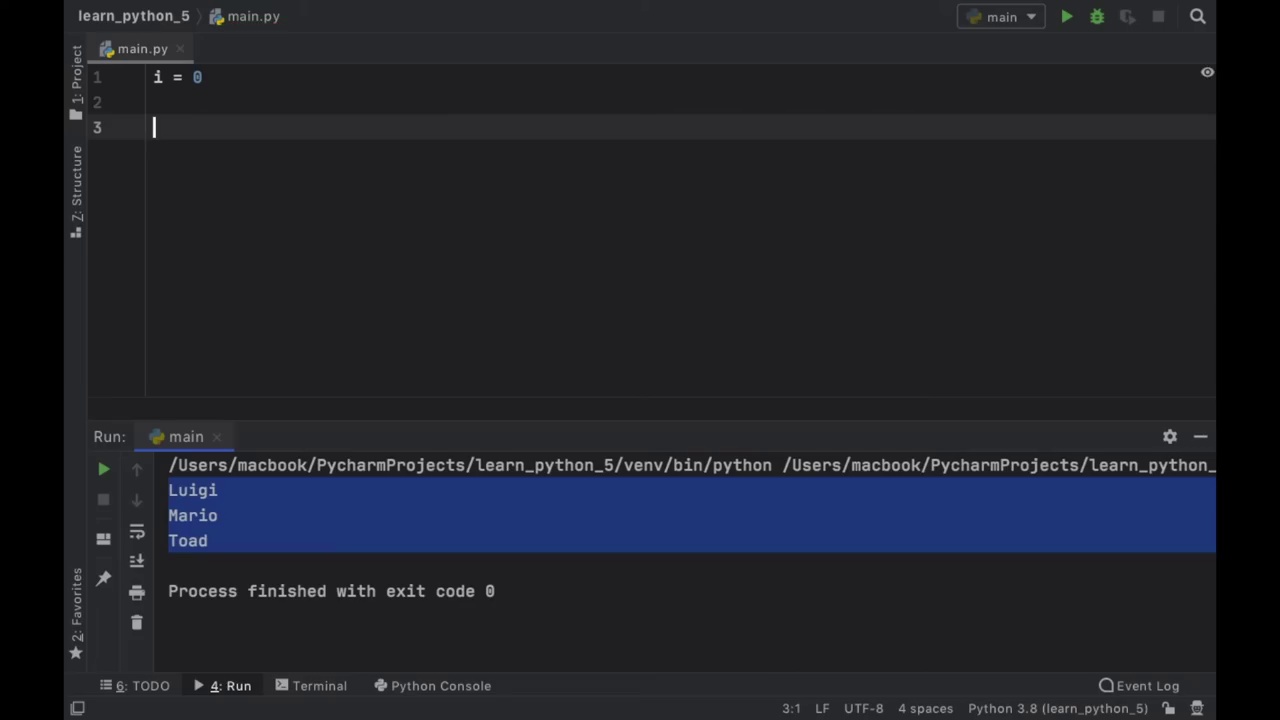 learn_python_5 main.py
main
main.py
1: Project
7: Structure
2: Favorites
1 i = 0
2
3
Run: main
/Users/macbook/PycharmProjects/learn_python_5/venv/bin/python /Users/macbook/PycharmProjects/learn_python_
Luigi
Mario
Toad
Process finished with exit code 0
6: TODO 4: Run Terminal Python Console Event Log
3:1 LF UTF-8 4 spaces Python 3.8 (learn_python_5)